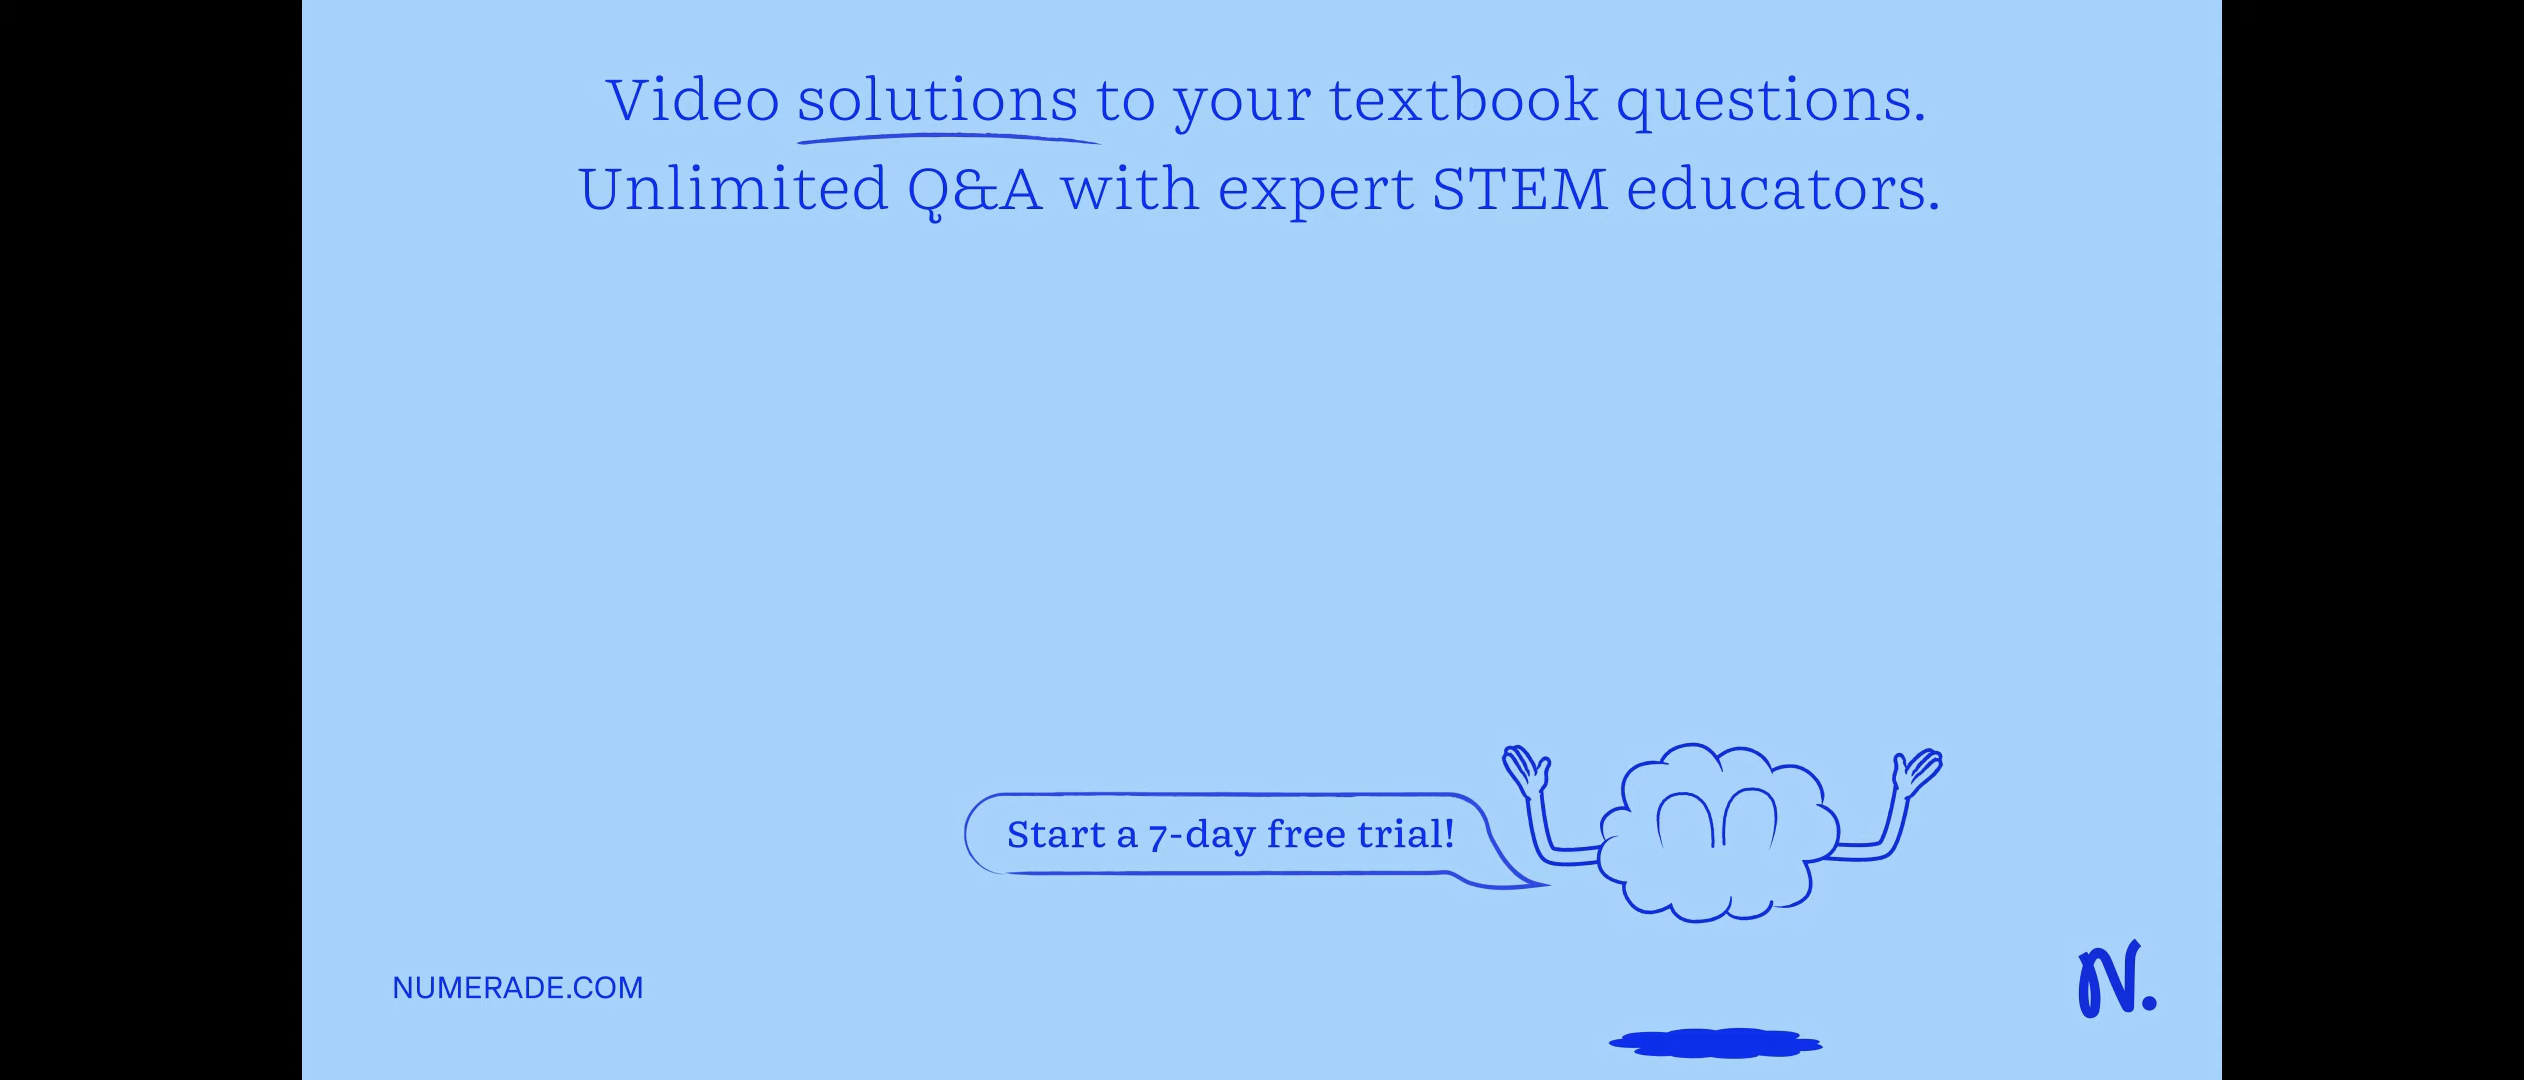 Video solutions to your textbook questions.
Unlimited Q&A with expert STEM educators.
Start a 7-day free trial!
NUMERADE.COM
N.